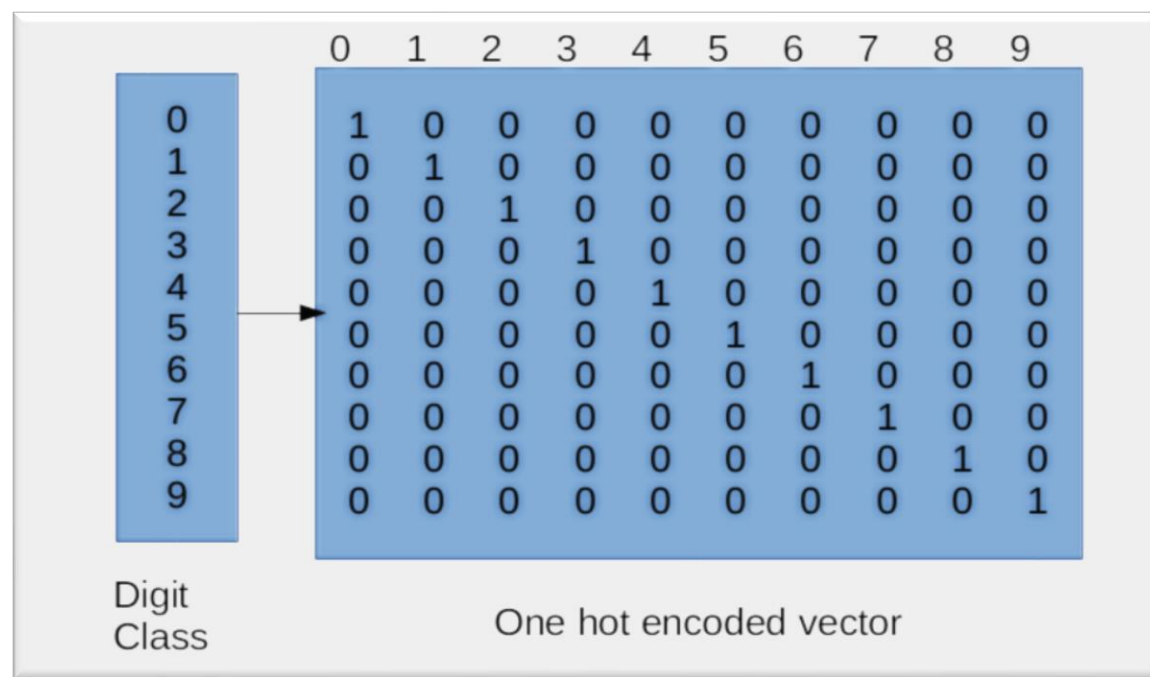 0 1 2 3 4 5 6 7 8 9
0 1 0 0 0 0 0 0 0 0 0
1 0 1 0 0 0 0 0 0 0 0
2 0 0 1 0 0 0 0 0 0 0
3 0 0 0 1 0 0 0 0 0 0
4 0 0 0 0 1 0 0 0 0 0
5 0 0 0 0 0 1 0 0 0 0
6 0 0 0 0 0 0 1 0 0 0
7 0 0 0 0 0 0 0 1 0 0
8 0 0 0 0 0 0 0 0 1 0
9 0 0 0 0 0 0 0 0 0 1
Digit
Class
One hot encoded vector